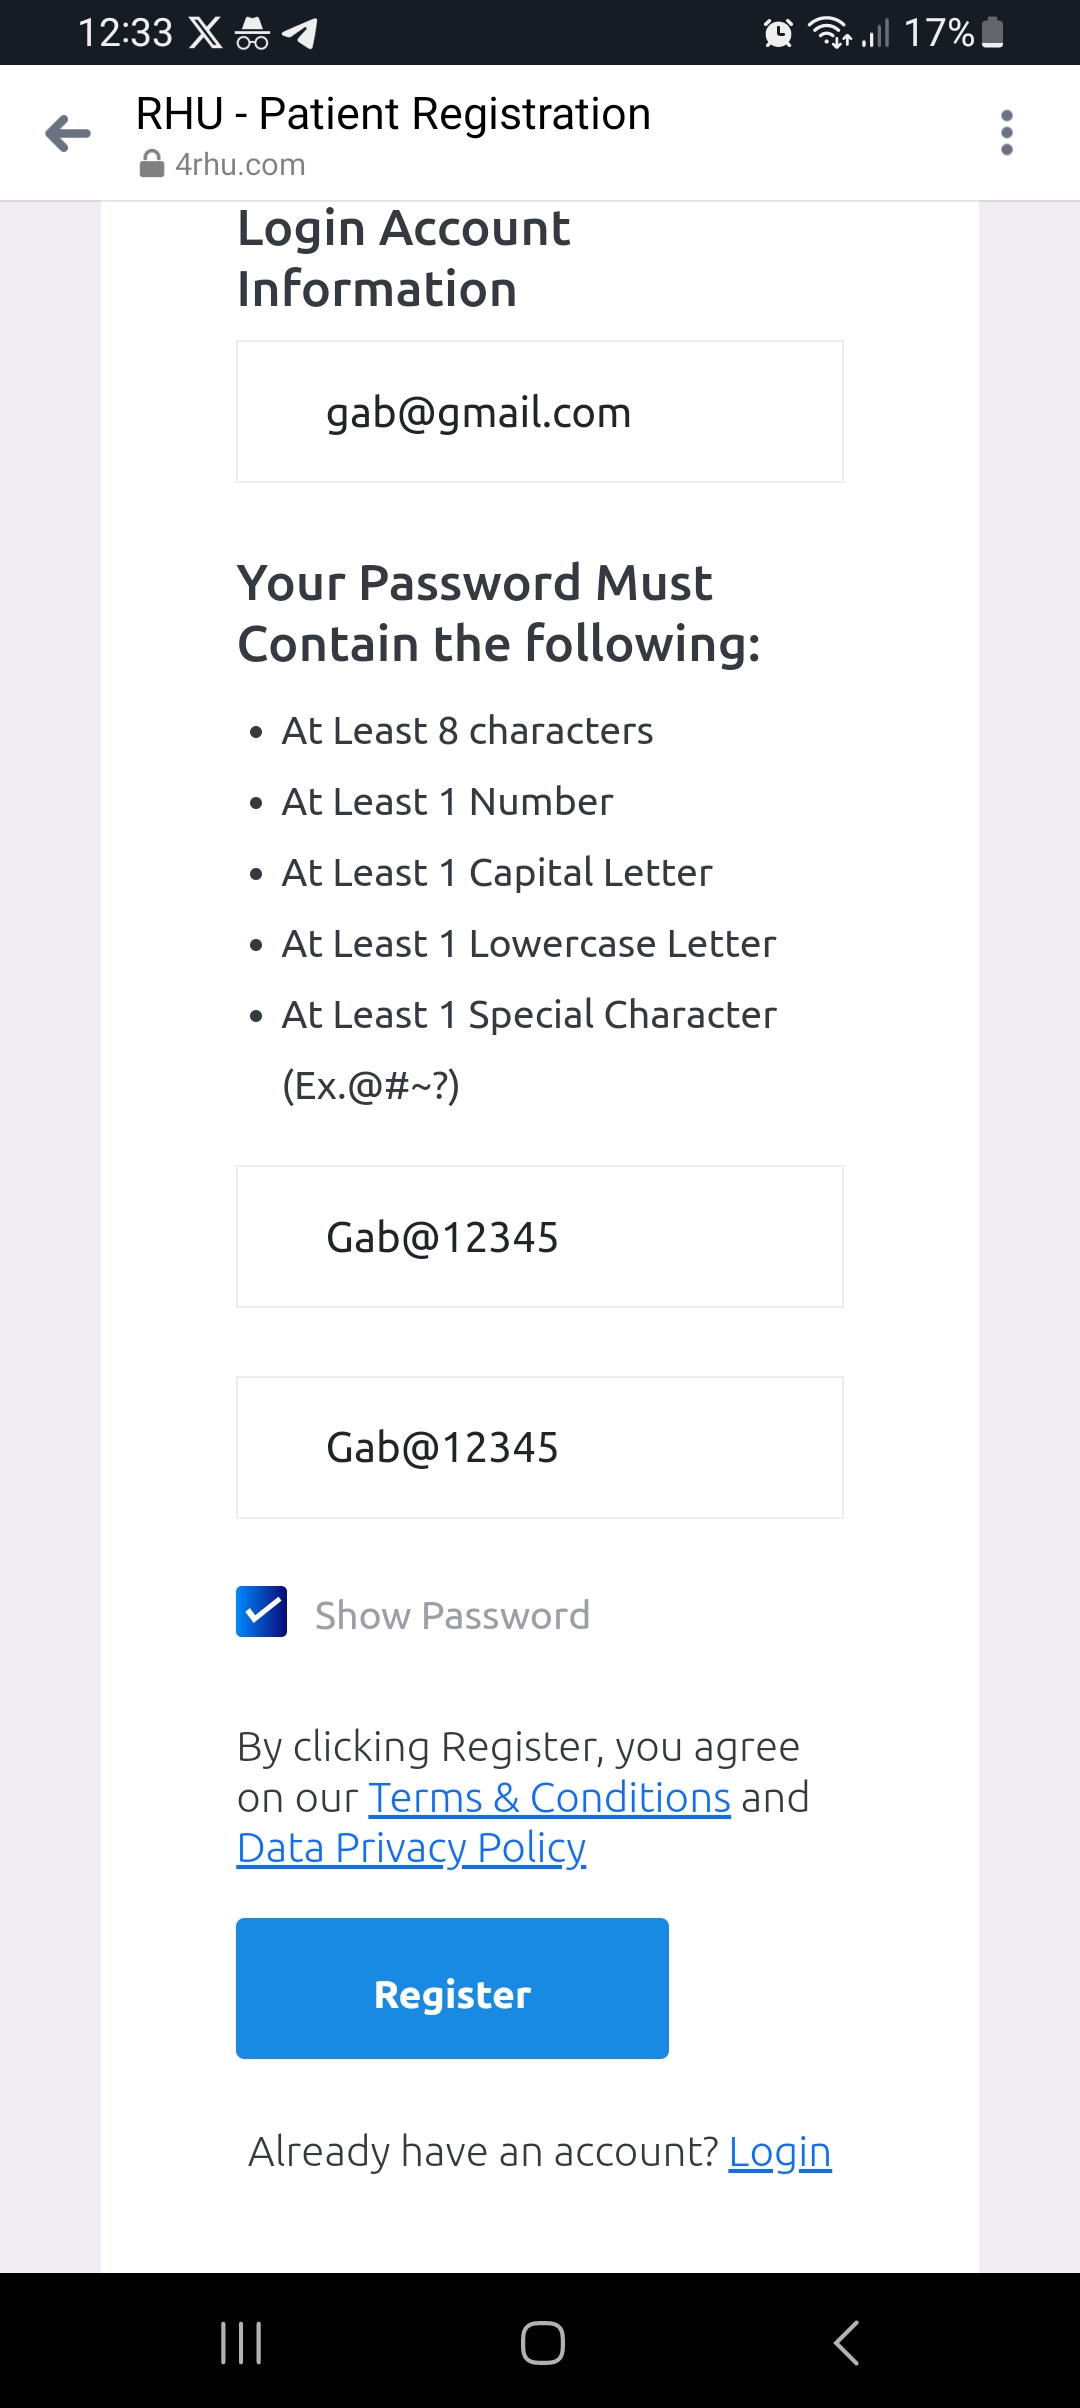 12:33 17%
RHU - Patient Registration
4rhu.com
Login Account
Information
gab@gmail.com
Your Password Must
Contain the following:
• At Least 8 characters
• At Least 1 Number
• At Least 1 Capital Letter
• At Least 1 Lowercase Letter
• At Least 1 Special Character
(Ex.@#~?)
Gab@12345
Gab@12345
Show Password
By clicking Register, you agree
on our Terms & Conditions and
Data Privacy Policy
Register
Already have an account? Login